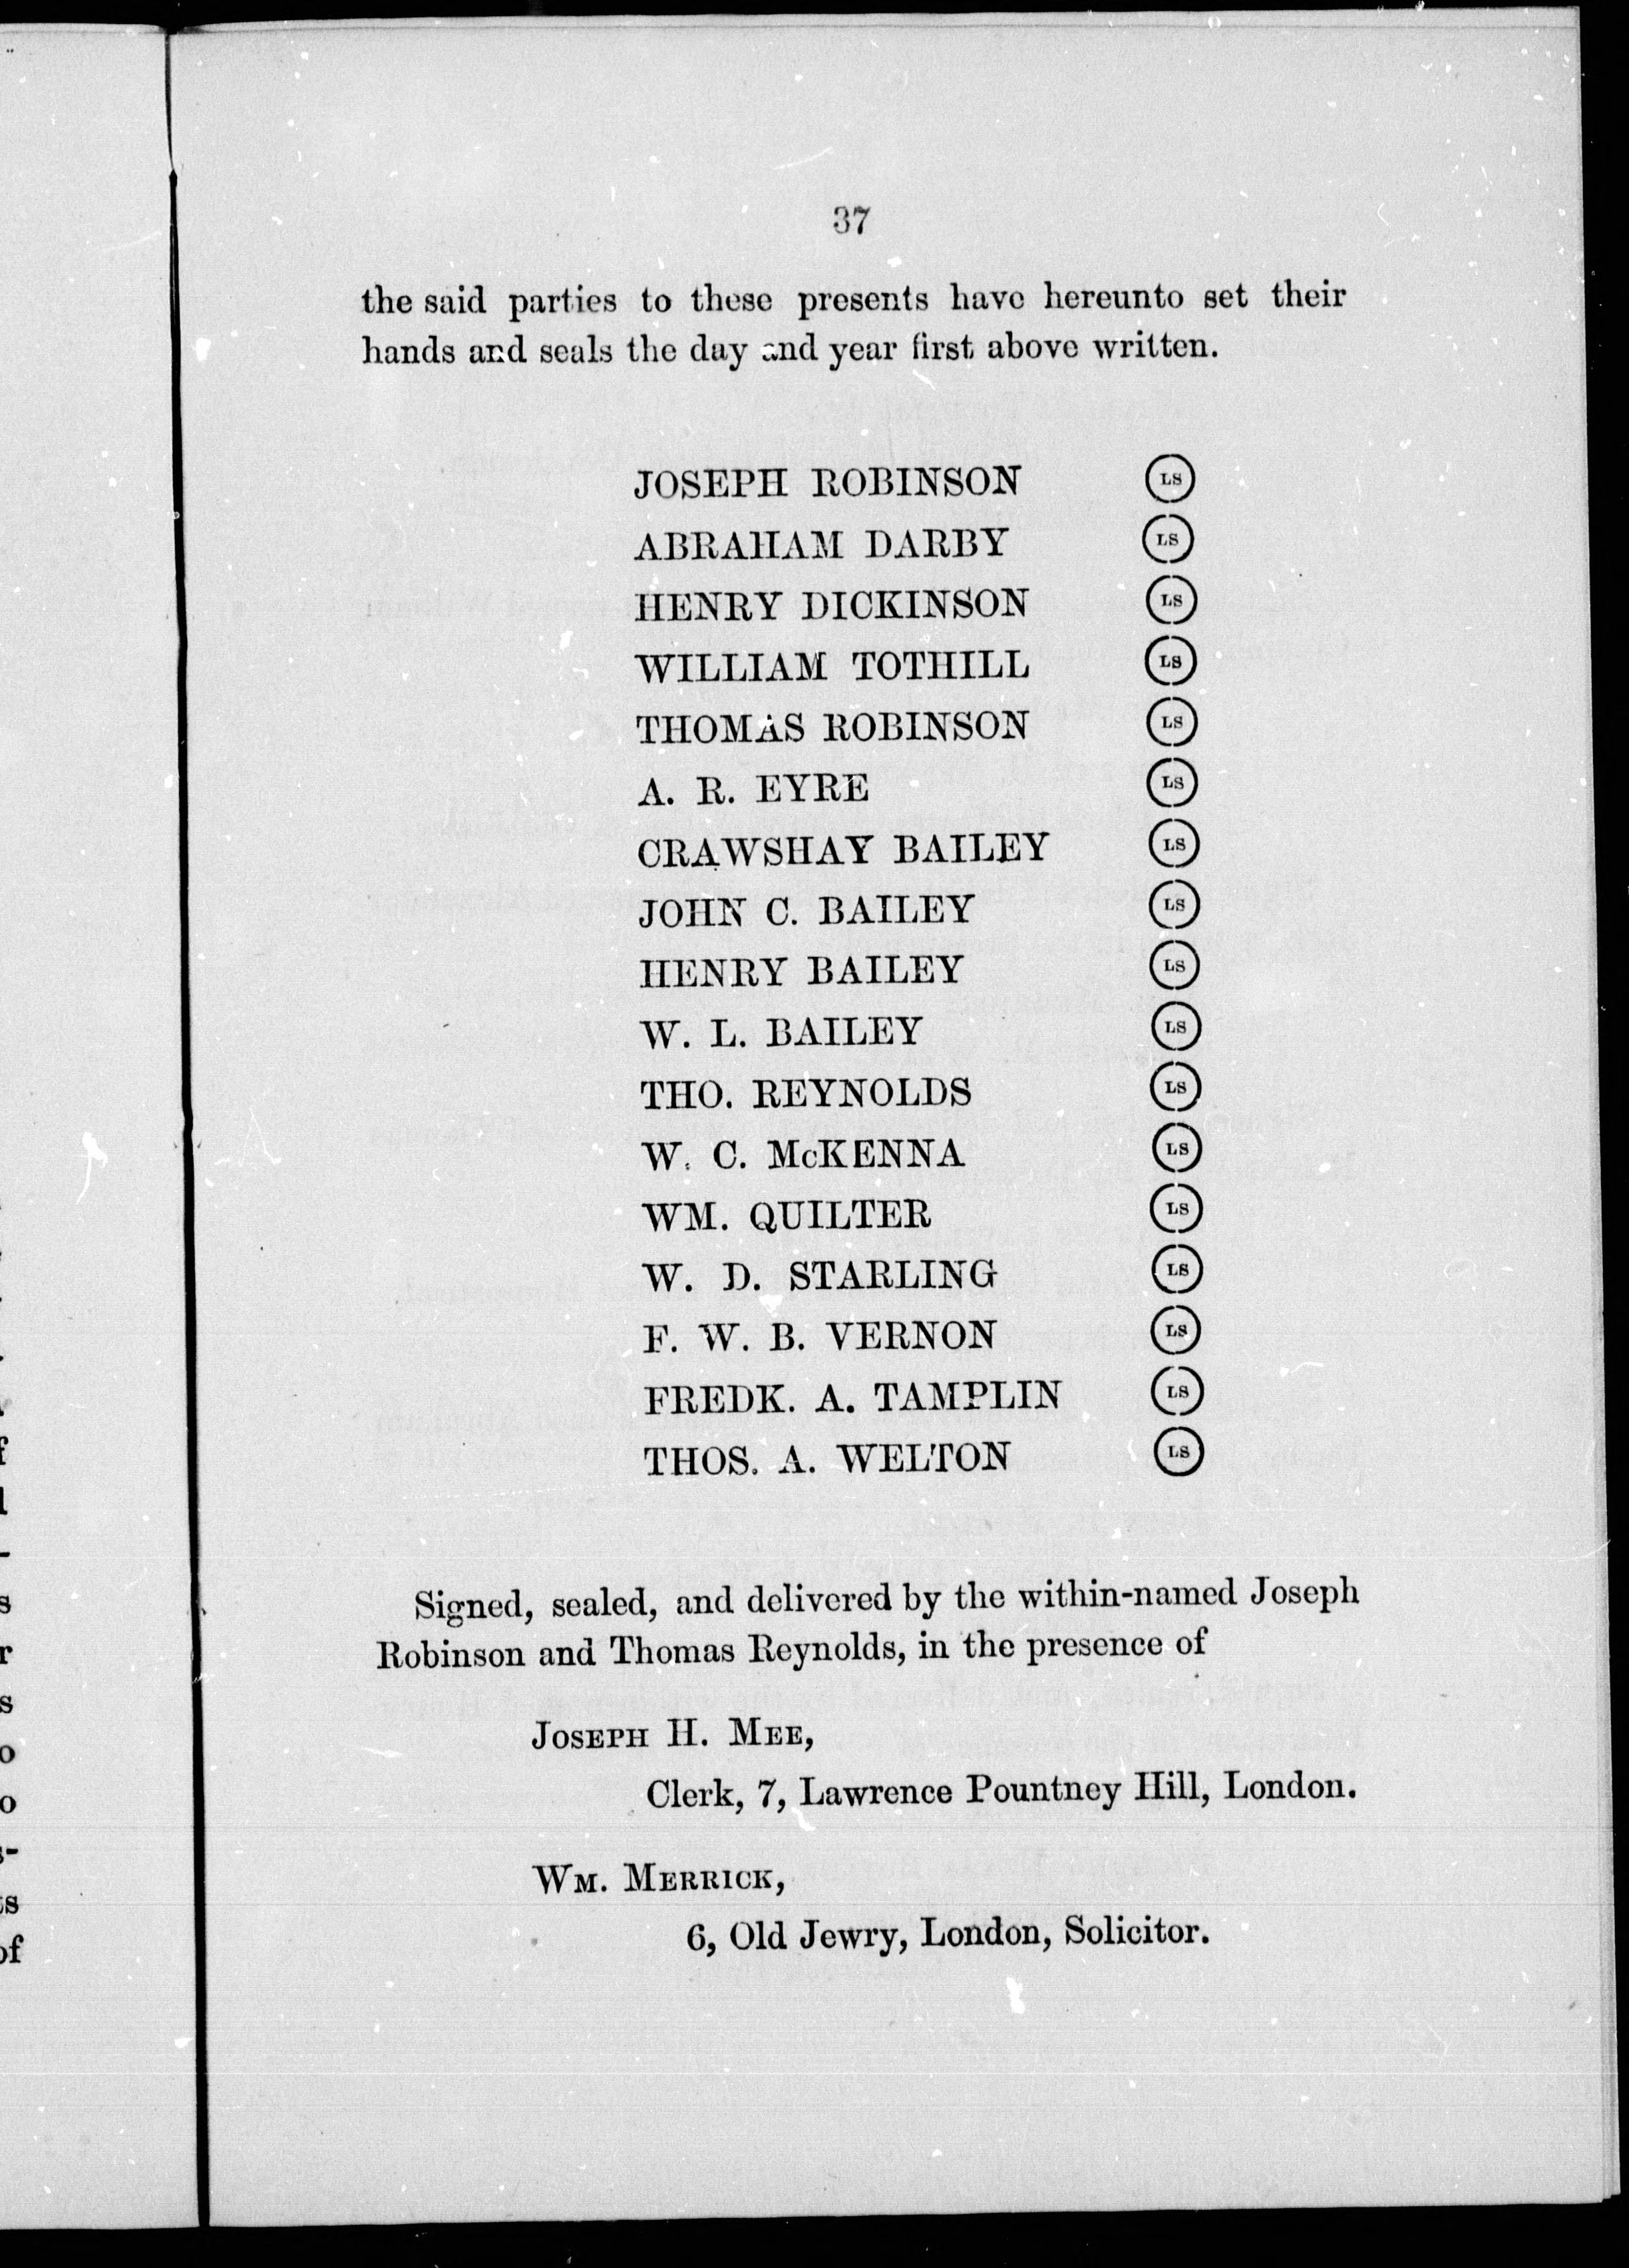 37
the said parties to these presents have hereunto set their
hands and seals the day and year first above written.
JOSEPH ROBINSON LS
ABRAHAM DARBY LS
HENRY DICKINSON LS
WILLIAM TOTHILL LS
THOMAS ROBINSON LS
A. R. EYRE LS
CRAWSHAY BAILEY LS
JOHN C. BAILEY LS
HENRY BAILEY LS
W. L. BAILEY LS
THO. REYNOLDS LS
W. C. McKENNA LS
WM. QUILTER LS
W. D. STARLING LS
F. W. B. VERNON LS
FREDK. A. TAMPLIN LS
THOS. A. WELTON LS
Signed, sealed, and delivered by the within-named Joseph
Robinson and Thomas Reynolds, in the presence of
JOSEPH H. MEE,
Clerk, 7, Lawrence Pountney Hill, London.
WM. MERRICK,
6, Old Jewry, London, Solicitor.